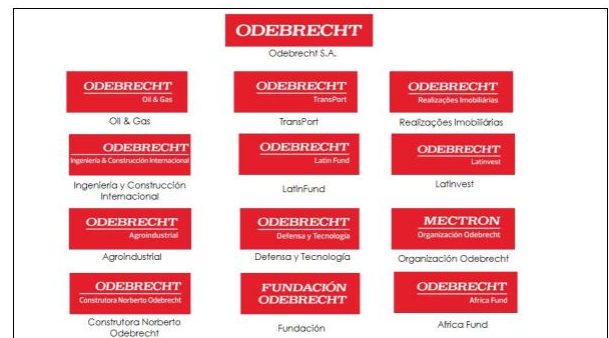 ODEBRECHT
Odebrecht S.A.
ODEBRECHT
Oil & Gas
Oil & Gas
ODEBRECHT
TransPort
TransPort
ODEBRECHT
Realizações Imobiliárias
Realizações Imobiliárias
ODEBRECHT
Ingeniería & Construcción Internacional
Ingeniería y Construcción
Internacional
ODEBRECHT
Latin Fund
LatinFund
ODEBRECHT
Latinvest
Latinvest
ODEBRECHT
Agroindustrial
Agroindustrial
ODEBRECHT
Defensa y Tecnología
Defensa y Tecnología
MECTRON
Organización Odebrecht
Organización Odebrecht
ODEBRECHT
Construtora Norberto Odebrecht
Construtora Norberto
Odebrecht
FUNDACIÓN
ODEBRECHT
Fundación
ODEBRECHT
Africa Fund
Africa Fund